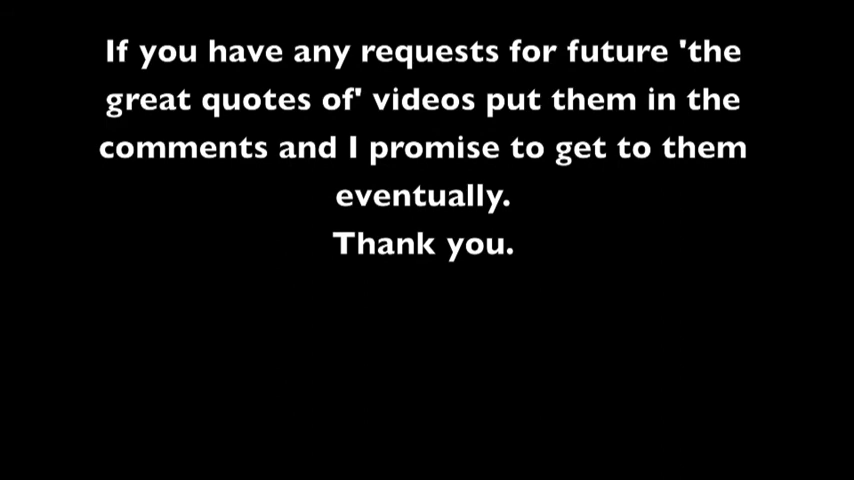 If you have any requests for future 'the
great quotes of' videos put them in the
comments and I promise to get to them
eventually.
Thank you.